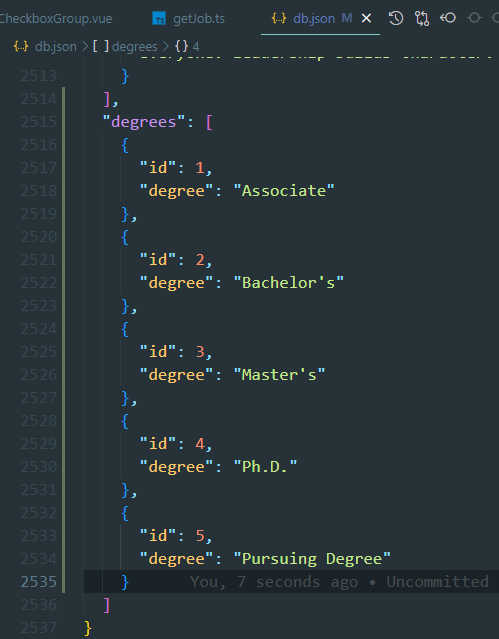 CheckboxGroup.vue TS getJob.ts {..} db.json M ×
{..} db.json > [ ] degrees > {} 4
2513 }
2514 ],
2515 "degrees": [
2516 {
2517 "id": 1,
2518 "degree": "Associate"
2519 },
2520 {
2521 "id": 2,
2522 "degree": "Bachelor's"
2523 },
2524 {
2525 "id": 3,
2526 "degree": "Master's"
2527 },
2528 {
2529 "id": 4,
2530 "degree": "Ph.D."
2531 },
2532 {
2533 "id": 5,
2534 "degree": "Pursuing Degree"
2535 } You, 7 seconds ago • Uncommitted
2536 ]
2537 }